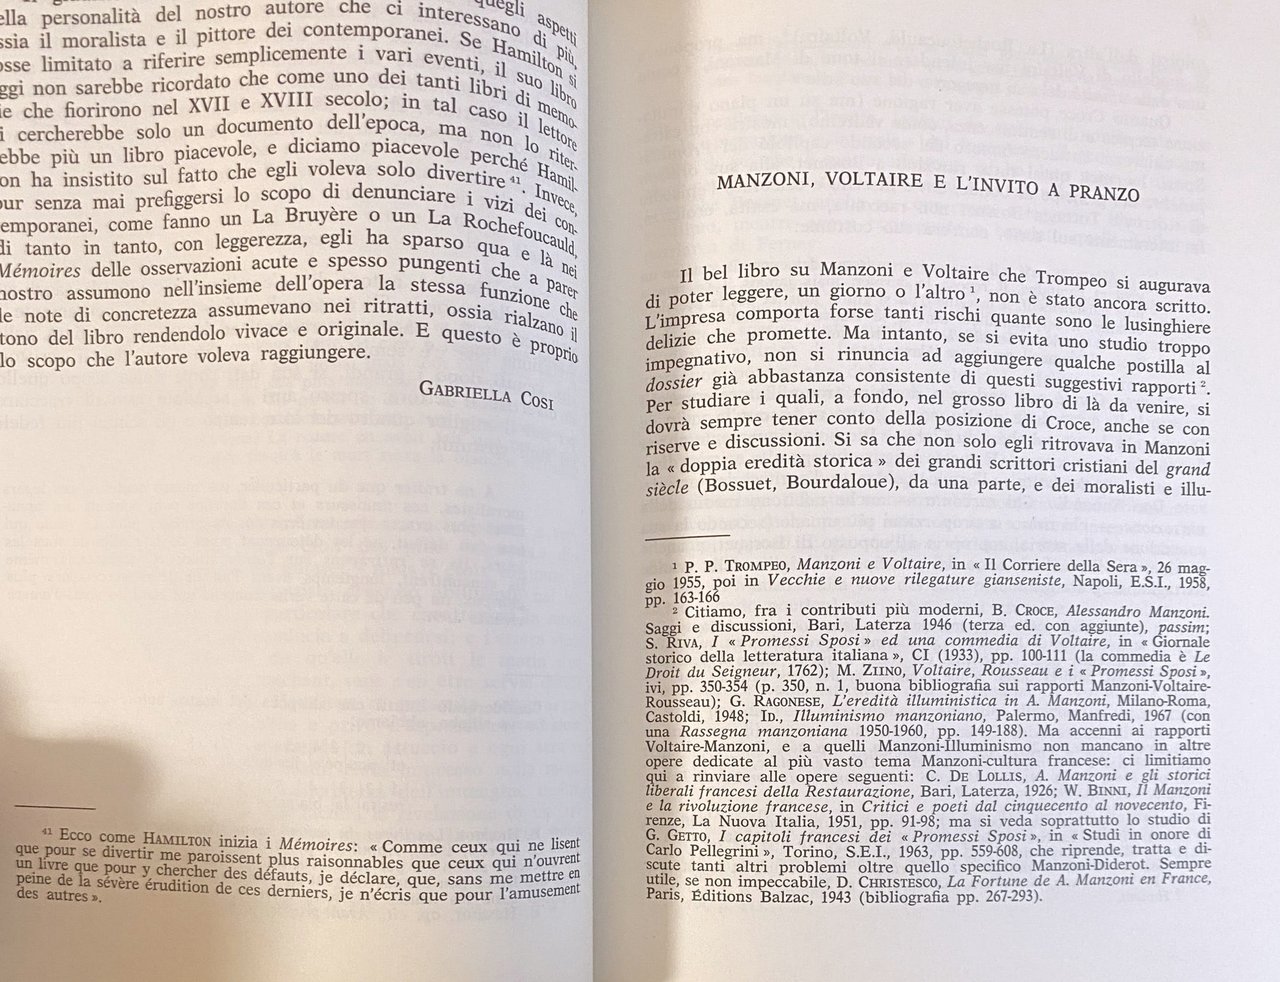 quegli aspetti
ella personalità del nostro autore che ci interessano di più,
ssia il moralista e il pittore dei contemporanei. Se Hamilton si
osse limitato a riferire semplicemente i vari eventi, il suo libro
ggi non sarebbe ricordato che come uno dei tanti libri di memo-
ie che fiorirono nel XVII e XVIII secolo; in tal caso il lettore
i cercherebbe solo un documento dell'epoca, ma non lo riter-
ebbe più un libro piacevole, e diciamo piacevole perché Hamil-
on ha insistito sul fatto che egli voleva solo divertire 41. Invece,
ur senza mai prefiggersi lo scopo di denunciare i vizi dei con-
emporanei, come fanno un La Bruyère o un La Rochefoucauld,
di tanto in tanto, con leggerezza, egli ha sparso qua e là nei
Mémoires delle osservazioni acute e spesso pungenti che a parer
nostro assumono nell'insieme dell'opera la stessa funzione che
le note di concretezza assumevano nei ritratti, ossia rialzano il
tono del libro rendendolo vivace e originale. E questo è proprio
lo scopo che l'autore voleva raggiungere.
GABRIELLA COSI
41 Ecco come HAMILTON inizia i Mémoires: « Comme ceux qui ne lisent
que pour se divertir me paroissent plus raisonnables que ceux qui n'ouvrent
un livre que pour y chercher des défauts, je déclare, que, sans me mettre en
peine de la sévère érudition de ces derniers, je n'écris que pour l'amusement
des autres ».
MANZONI, VOLTAIRE E L'INVITO A PRANZO
Il bel libro su Manzoni e Voltaire che Trompeo si augurava
di poter leggere, un giorno o l'altro 1, non è stato ancora scritto.
L'impresa comporta forse tanti rischi quante sono le lusinghiere
delizie che promette. Ma intanto, se si evita uno studio troppo
impegnativo, non si rinuncia ad aggiungere qualche postilla al
dossier già abbastanza consistente di questi suggestivi rapporti 2.
Per studiare i quali, a fondo, nel grosso libro di là da venire, si
dovrà sempre tener conto della posizione di Croce, anche se con
riserve e discussioni. Si sa che non solo egli ritrovava in Manzoni
la « doppia eredità storica » dei grandi scrittori cristiani del grand
siècle (Bossuet, Bourdaloue), da una parte, e dei moralisti e illu-
1 P. P. TROMPEO, Manzoni e Voltaire, in « Il Corriere della Sera », 26 mag-
gio 1955, poi in Vecchie e nuove rilegature gianseniste, Napoli, E.S.I., 1958,
pp. 163-166
2 Citiamo, fra i contributi più moderni, B. CROCE, Alessandro Manzoni.
Saggi e discussioni, Bari, Laterza 1946 (terza ed. con aggiunte), passim;
S. RIVA, I « Promessi Sposi » ed una commedia di Voltaire, in « Giornale
storico della letteratura italiana », CI (1933), pp. 100-111 (la commedia è Le
Droit du Seigneur, 1762); M. ZIINO, Voltaire, Rousseau e i « Promessi Sposi »,
ivi, pp. 350-354 (p. 350, n. 1, buona bibliografia sui rapporti Manzoni-Voltaire-
Rousseau); G. RAGONESE, L'eredità illuministica in A. Manzoni, Milano-Roma,
Castoldi, 1948; ID., Illuminismo manzoniano, Palermo, Manfredi, 1967 (con
una Rassegna manzoniana 1950-1960, pp. 149-188). Ma accenni ai rapporti
Voltaire-Manzoni, e a quelli Manzoni-Illuminismo non mancano in altre
opere dedicate al più vasto tema Manzoni-cultura francese: ci limitiamo
qui a rinviare alle opere seguenti: C. DE LOLLIS, A. Manzoni e gli storici
liberali francesi della Restaurazione, Bari, Laterza, 1926; W. BINNI, Il Manzoni
e la rivoluzione francese, in Critici e poeti dal cinquecento al novecento, Fi-
renze, La Nuova Italia, 1951, pp. 91-98; ma si veda soprattutto lo studio di
G. GETTO, I capitoli francesi dei « Promessi Sposi », in « Studi in onore di
Carlo Pellegrini », Torino, S.E.I., 1963, pp. 559-608, che riprende, tratta e di-
scute tanti altri problemi oltre quello specifico Manzoni-Diderot. Sempre
utile, se non impeccabile, D. CHRISTESCO, La Fortune de A. Manzoni en France,
Paris, Éditions Balzac, 1943 (bibliografia pp. 267-293).